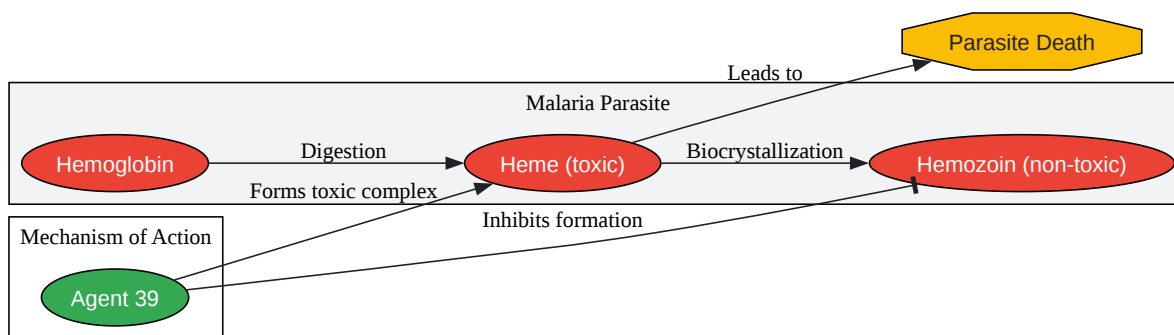 Parasite Death
Leads to
Malaria Parasite
Hemoglobin
Digestion
Heme (toxic)
Biocrystallization
Hemozoin (non-toxic)
Forms toxic complex
Inhibits formation
Mechanism of Action
Agent 39